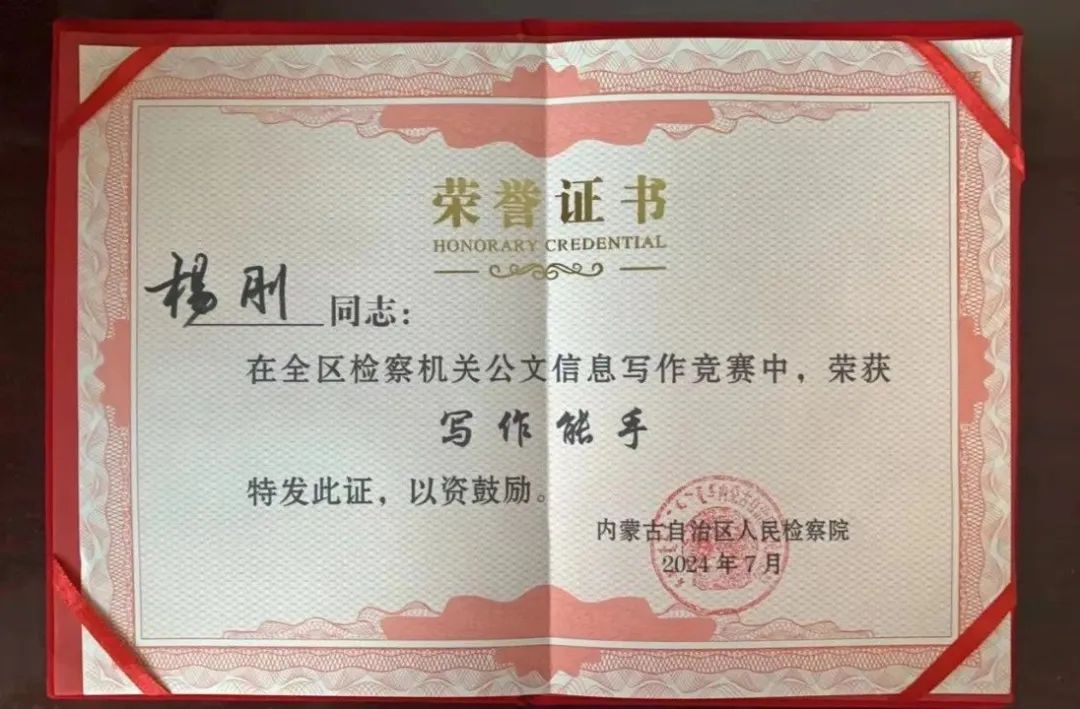 荣誉证书
HONORARY CREDENTIAL
杨刚 同志：
在全区检察机关公文信息写作竞赛中，荣获
写作能手
特发此证，以资鼓励。
内蒙古自治区人民检察院
2024年7月